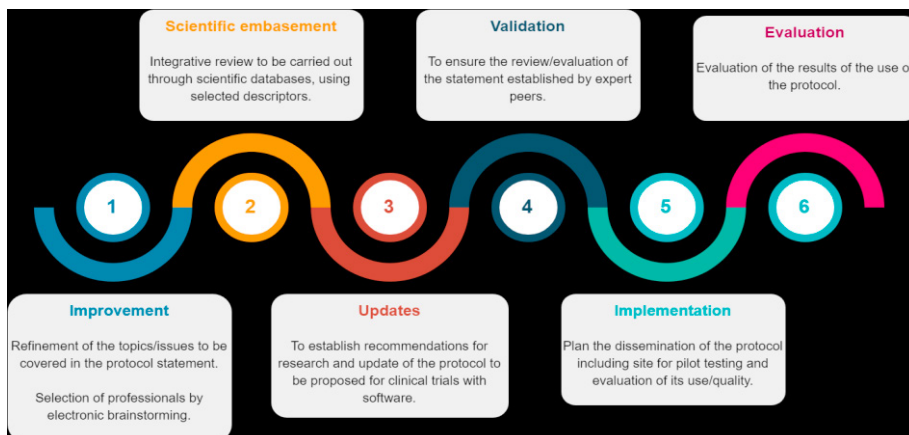 Scientific embasement
Integrative review to be carried out
through scientific databases, using
selected descriptors.
Validation
To ensure the review/evaluation of
the statement established by expert
peers.
Evaluation
Evaluation of the results of the use of
the protocol.
1
2
3
4
5
6
Improvement
Refinement of the topics/issues to be
covered in the protocol statement.
Selection of professionals by
electronic brainstorming.
Updates
To establish recommendations for
research and update of the protocol to
be proposed for clinical trials with
software.
Implementation
Plan the dissemination of the protocol
including site for pilot testing and
evaluation of its use/quality.